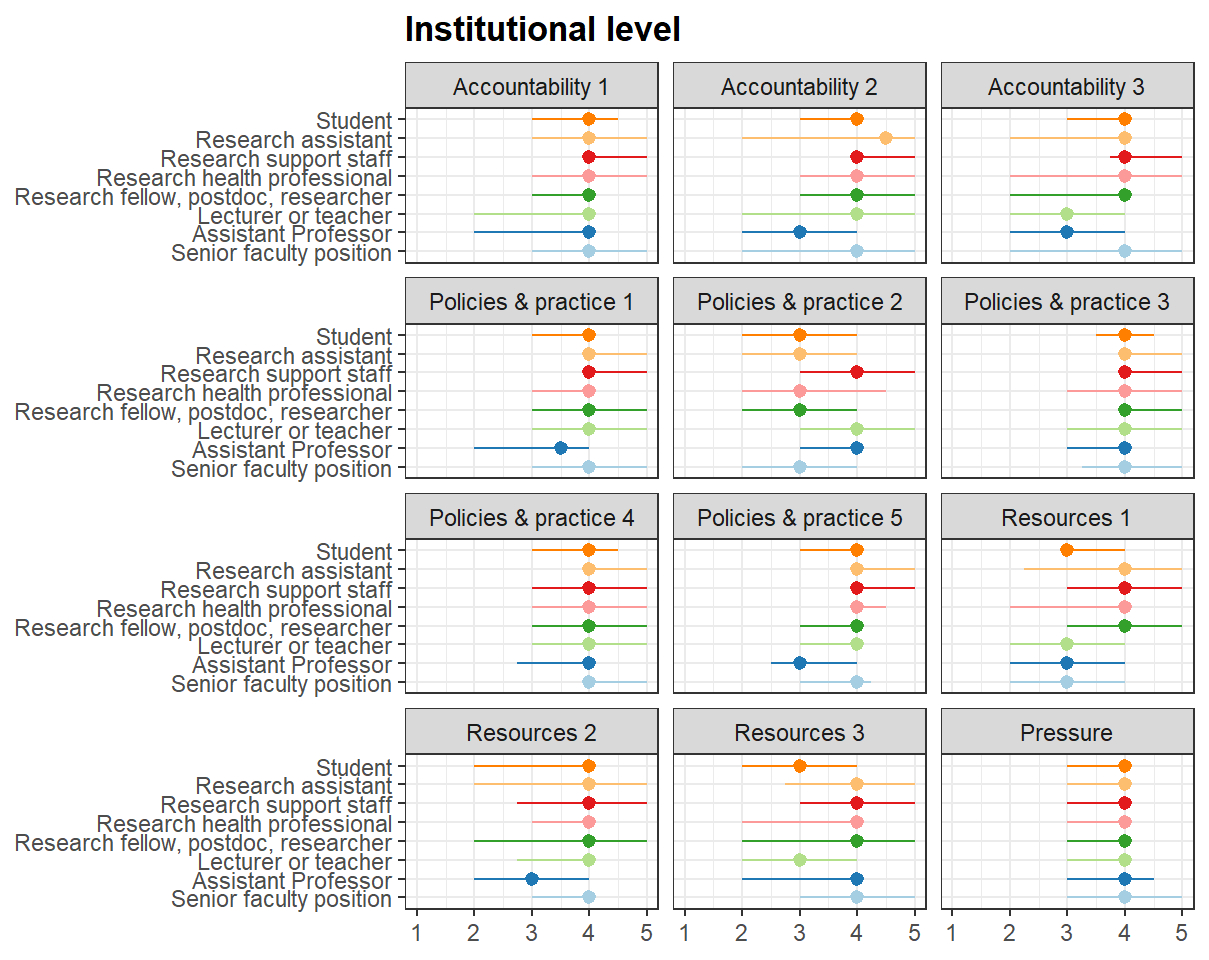 Institutional level
Accountability 1
Accountability 2
Accountability 3
Student
Research assistant
Research support staff
Research health professional
Research fellow, postdoc, researcher
Lecturer or teacher
Assistant Professor
Senior faculty position
Policies & practice 1
Policies & practice 2
Policies & practice 3
Student
Research assistant
Research support staff
Research health professional
Research fellow, postdoc, researcher
Lecturer or teacher
Assistant Professor
Senior faculty position
Policies & practice 4
Policies & practice 5
Resources 1
Student
Research assistant
Research support staff
Research health professional
Research fellow, postdoc, researcher
Lecturer or teacher
Assistant Professor
Senior faculty position
Resources 2
Resources 3
Pressure
Student
Research assistant
Research support staff
Research health professional
Research fellow, postdoc, researcher
Lecturer or teacher
Assistant Professor
Senior faculty position
1 2 3 4 5
1 2 3 4 5
1 2 3 4 5